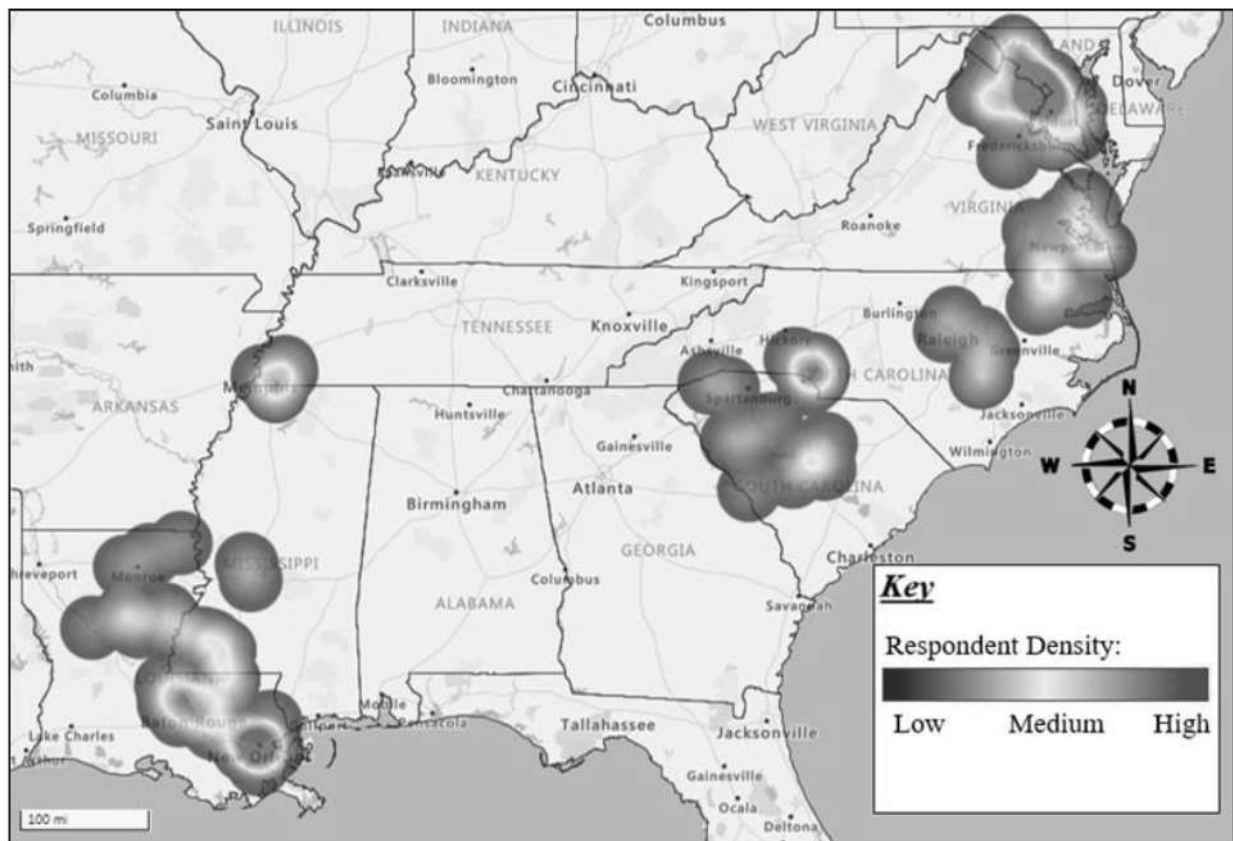 ILLINOIS
INDIANA
Columbus
Bloomington
Cincinnati
Columbia
Saint Louis
MISSOURI
WEST VIRGINIA
Dover
DELAWARE
KENTUCKY
Springfield
VIRGINIA
Roanoke
Clarksville
Kingsport
Burlington
TENNESSEE
Knoxville
Raleigh
Hickory
Asheville
Greenville
CAROLINA
Chattanooga
Spartanburg
ARKANSAS
Huntsville
Jacksonville
Gainesville
Wilmington
Atlanta
Birmingham
SOUTH CAROLINA
GEORGIA
Charleston
MISSISSIPPI
Monroe
Columbus
ALABAMA
Savannah
Mobile
Pensacola
Tallahassee
Jacksonville
Baton Rouge
Lake Charles
Gainesville
Ocala
Deltona
N
W
E
S
Key
Respondent Density:
Low Medium High
100 mi